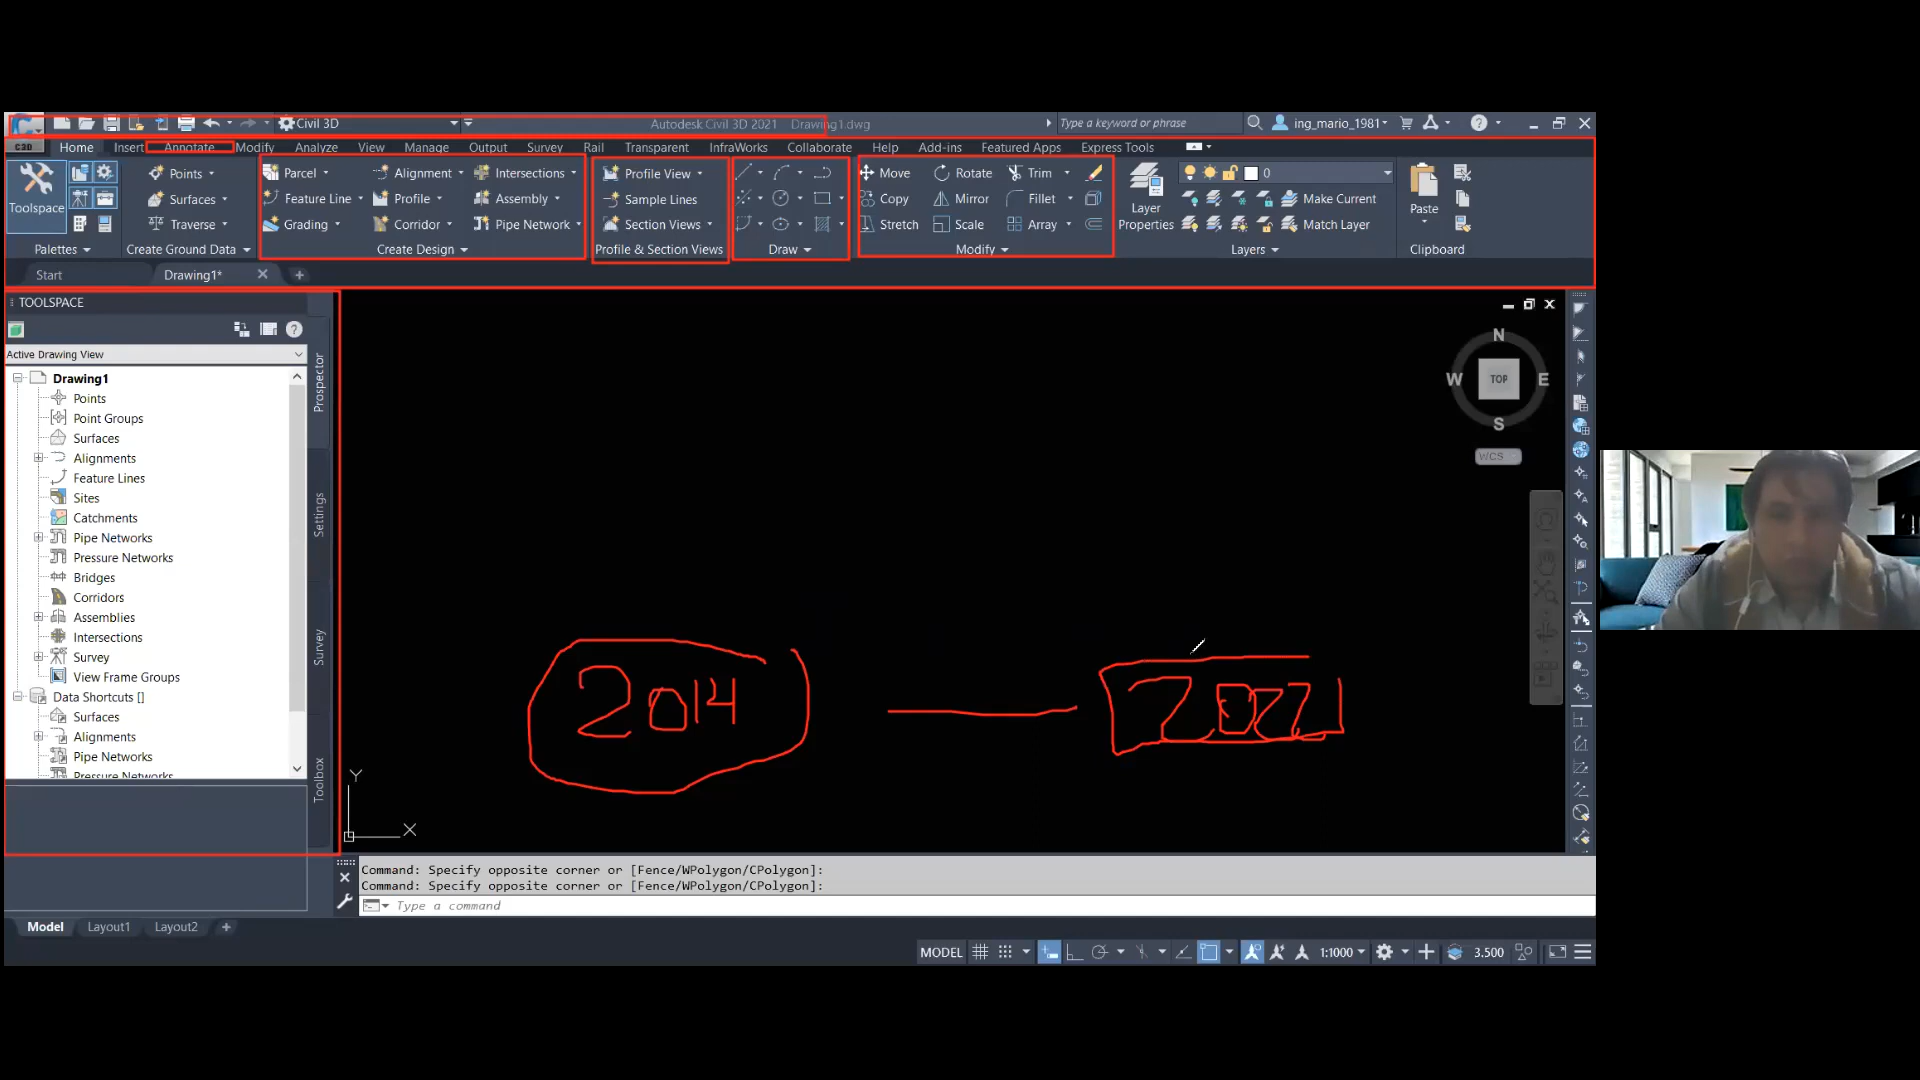 Civil 3D Autodesk Civil 3D 2021 Drawing1.dwg Type a keyword or phrase ing_mario_1981
C3D Home Insert Annotate Modify Analyze View Manage Output Survey Rail Transparent InfraWorks Collaborate Help Add-ins Featured Apps Express Tools
Points Parcel Alignment Intersections Profile View Move Rotate Trim 0
Toolspace Surfaces Feature Line Profile Assembly Sample Lines Copy Mirror Fillet Layer Properties Make Current Paste
Traverse Grading Corridor Pipe Network Section Views Stretch Scale Array Match Layer
Palettes Create Ground Data Create Design Profile & Section Views Draw Modify Layers Clipboard
Start Drawing1*
TOOLSPACE
Active Drawing View
Drawing1
Points
Point Groups
Surfaces
Alignments
Feature Lines
Sites
Catchments
Pipe Networks
Pressure Networks
Bridges
Corridors
Assemblies
Intersections
Survey
View Frame Groups
Data Shortcuts []
Surfaces
Alignments
Pipe Networks
Pressure Networks
Prospector
Settings
Survey
Toolbox
N
W TOP E
S
WCS
2014
2022
Y
X
Command: Specify opposite corner or [Fence/WPolygon/CPolygon]:
Command: Specify opposite corner or [Fence/WPolygon/CPolygon]:
Type a command
Model Layout1 Layout2
MODEL 1:1000 3.500